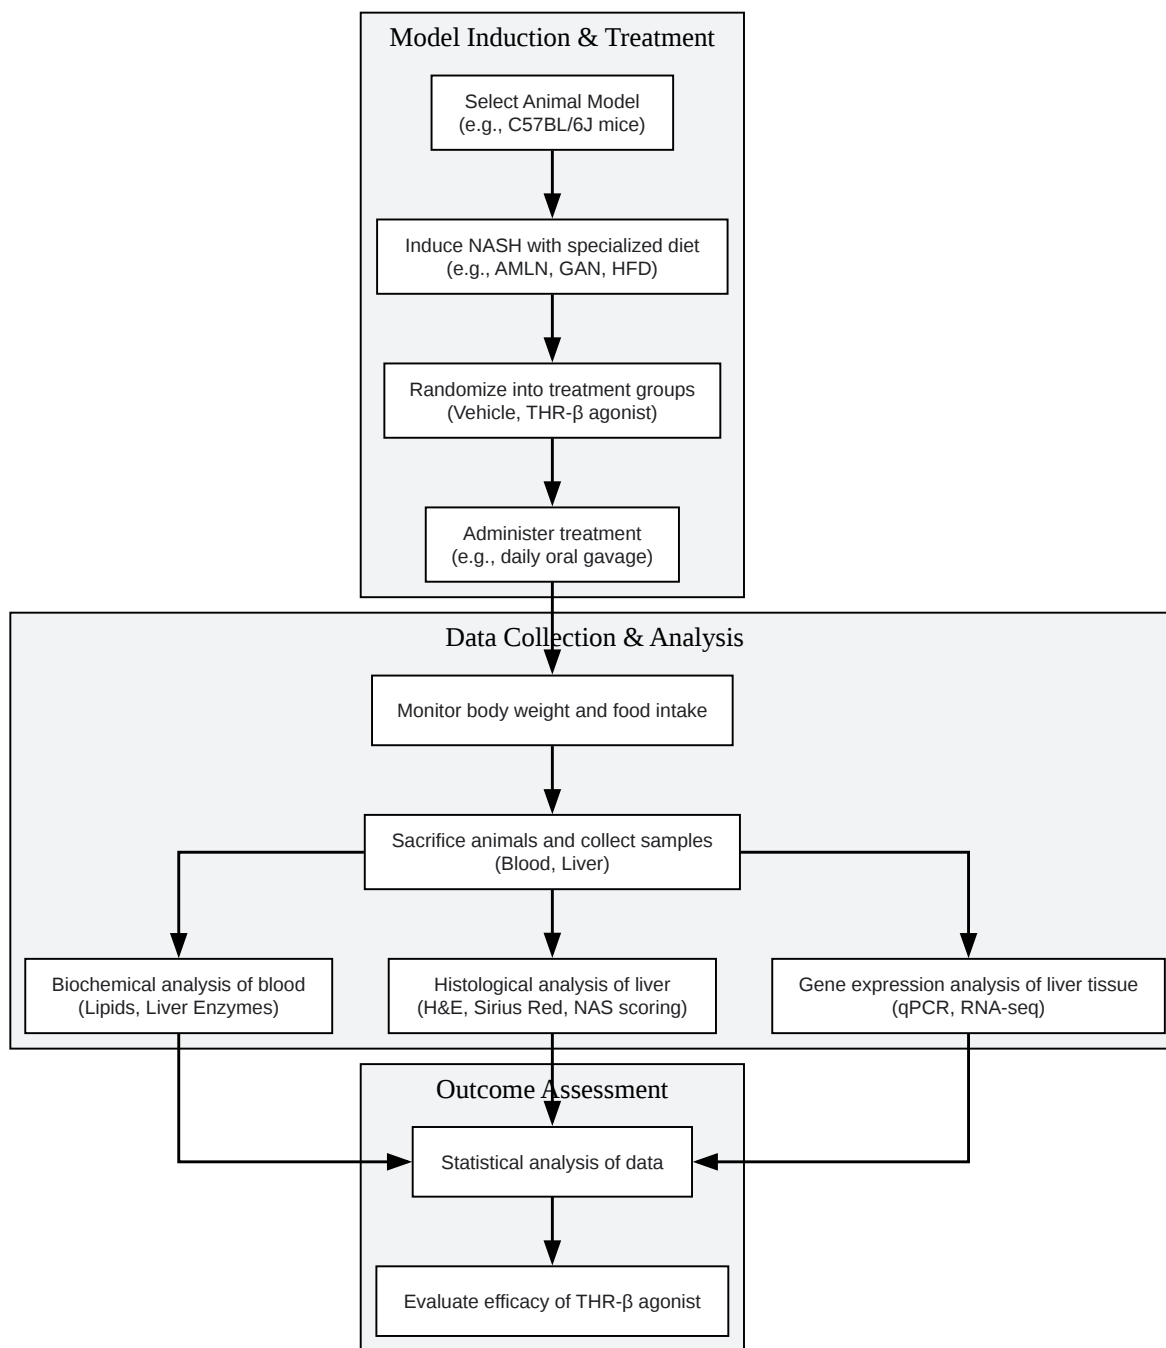 Model Induction & Treatment
Select Animal Model
(e.g., C57BL/6J mice)
Induce NASH with specialized diet
(e.g., AMLN, GAN, HFD)
Randomize into treatment groups
(Vehicle, THR-β agonist)
Administer treatment
(e.g., daily oral gavage)
Data Collection & Analysis
Monitor body weight and food intake
Sacrifice animals and collect samples
(Blood, Liver)
Biochemical analysis of blood
(Lipids, Liver Enzymes)
Histological analysis of liver
(H&E, Sirius Red, NAS scoring)
Gene expression analysis of liver tissue
(qPCR, RNA-seq)
Outcome Assessment
Statistical analysis of data
Evaluate efficacy of THR-β agonist